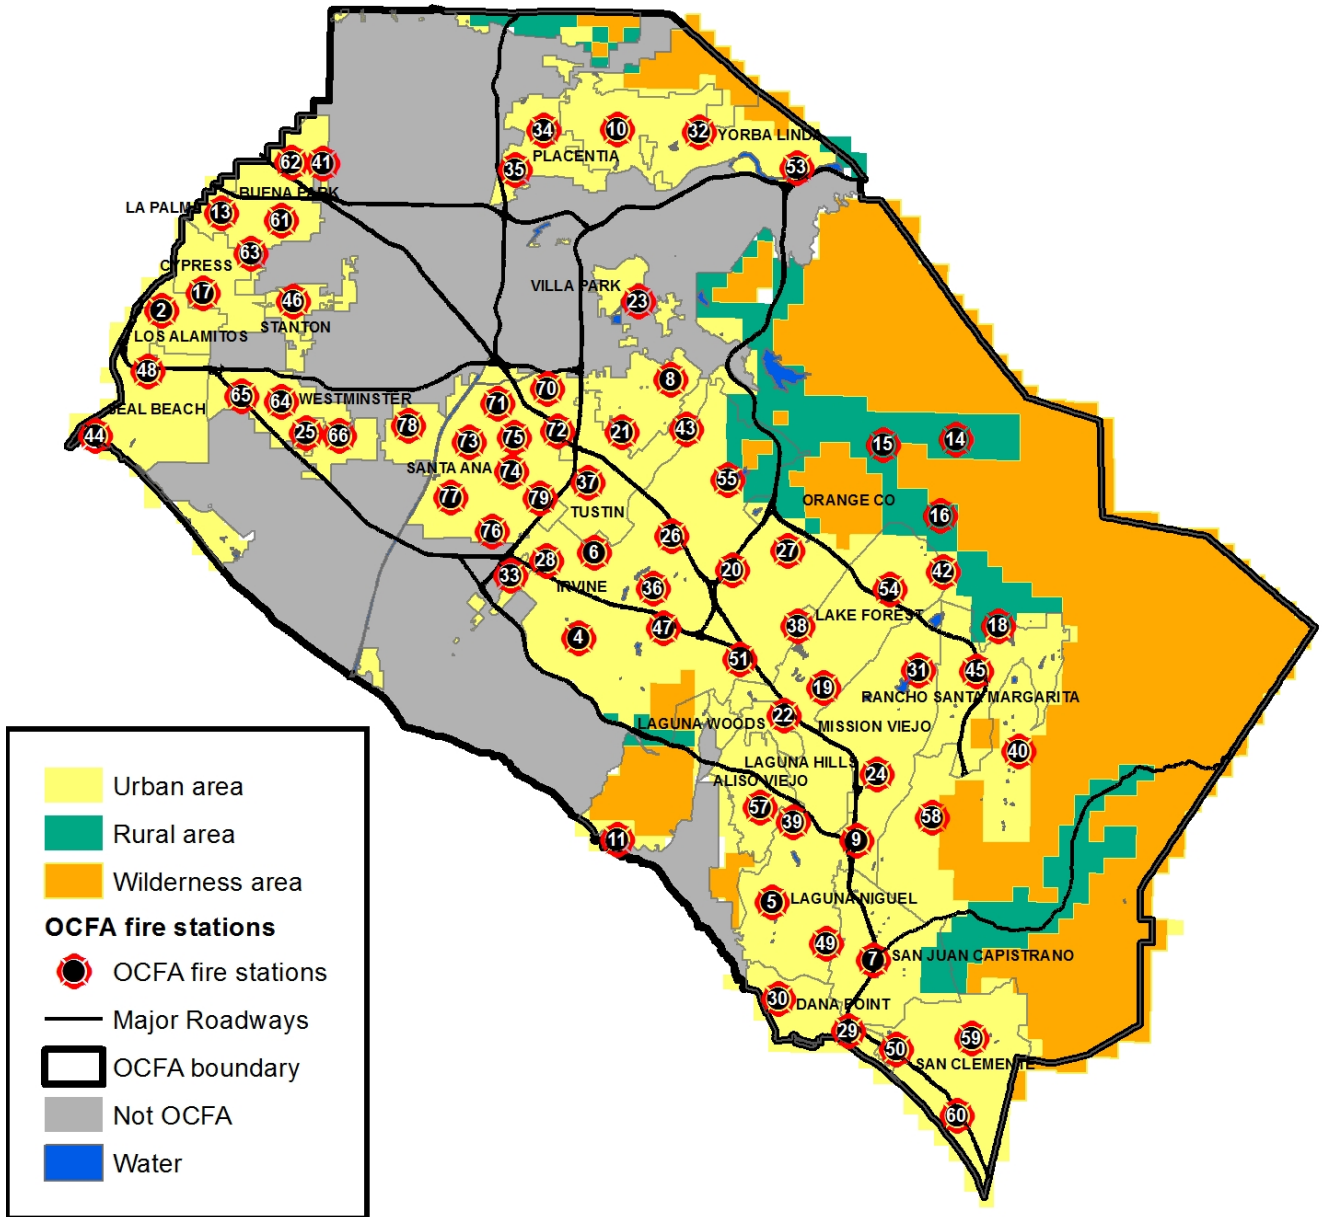 34
10
32
YORBA LINDA
PLACENTIA
62
41
35
53
BUENA PARK
LA PALMA
13
61
63
CYPRESS
VILLA PARK
17
46
23
2
STANTON
LOS ALAMITOS
48
8
70
65
64
WESTMINSTER
71
SEAL BEACH
78
72
21
43
44
25
66
73
75
15
14
SANTA ANA
74
55
37
77
79
ORANGE CO
TUSTIN
16
76
26
6
27
28
20
42
33
IRVINE
36
54
LAKE FOREST
47
38
18
4
51
31
45
19
RANCHO SANTA MARGARITA
22
LAGUNA WOODS
MISSION VIEJO
40
LAGUNA HILLS
24
ALISO VIEJO
57
39
58
11
9
5
LAGUNA NIGUEL
49
7
SAN JUAN CAPISTRANO
30
DANA POINT
29
59
50
SAN CLEMENTE
60
Urban area
Rural area
Wilderness area
OCFA fire stations
OCFA fire stations
Major Roadways
OCFA boundary
Not OCFA
Water